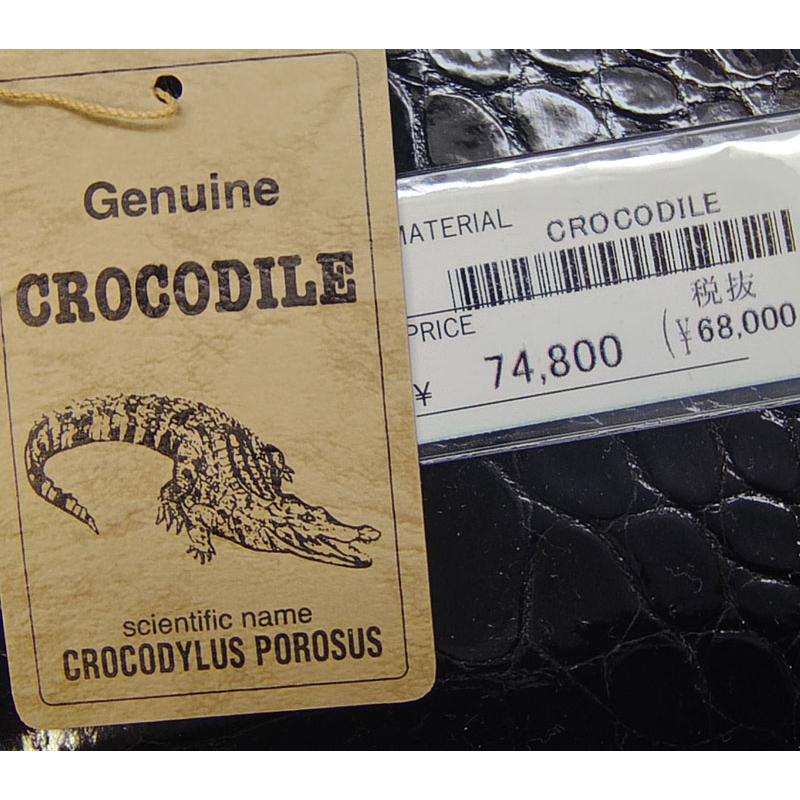 Genuine
CROCODILE
scientific name
CROCODYLUS POROSUS
MATERIAL CROCODILE
税抜
PRICE
¥ 74,800 (¥68,000